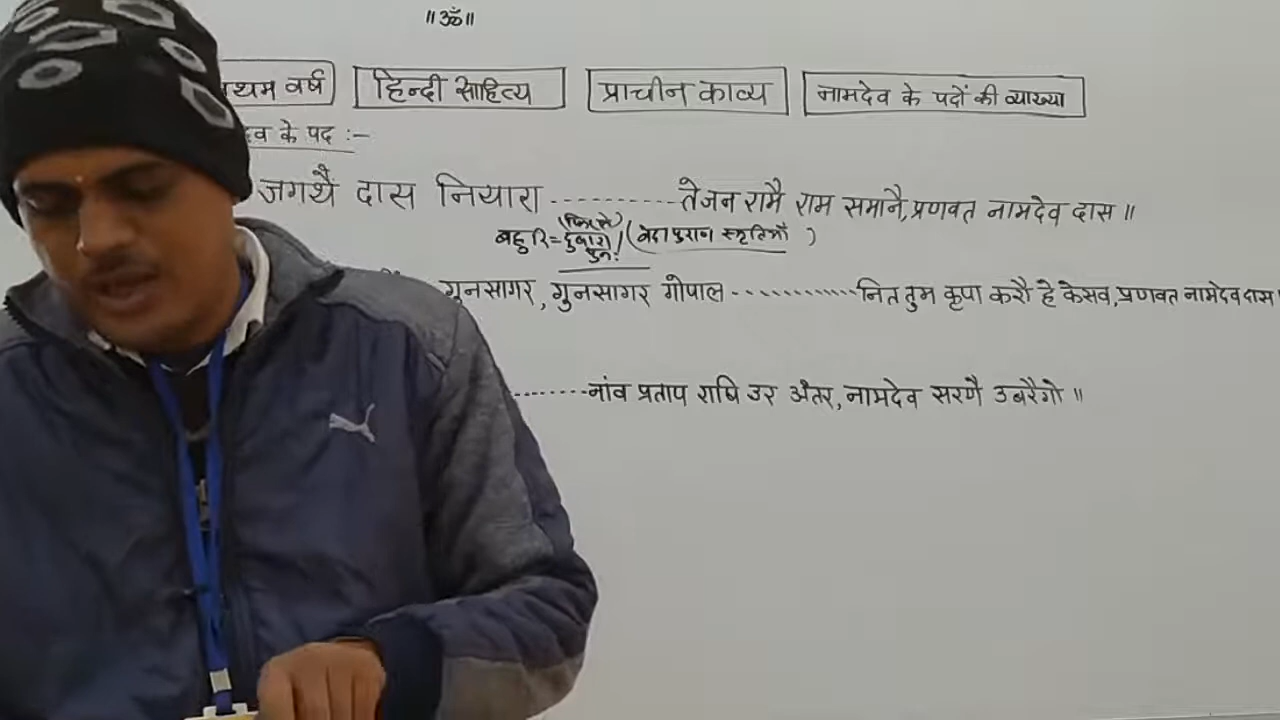 ॥ ॐ ॥
थम वर्ष हिन्दी साहित्य प्राचीन काव्य नामदेव के पदों की व्याख्या
व के पद :-
जगथै दास नियारा ---------- तेजन रामै राम समानै, प्रणवत नामदेव दास ॥
(फिर से)
बहुरि = दुबारा / (वेद पुराण स्मृतियाँ )
पुनः
गुनसागर, गुनसागर गोपाल ------------ नित तुम कृपा करौ हे केसव, प्रणवत नामदेव दास
------- नांव प्रताप राषि उर अंतर, नामदेव सरणै उबरैगो ॥